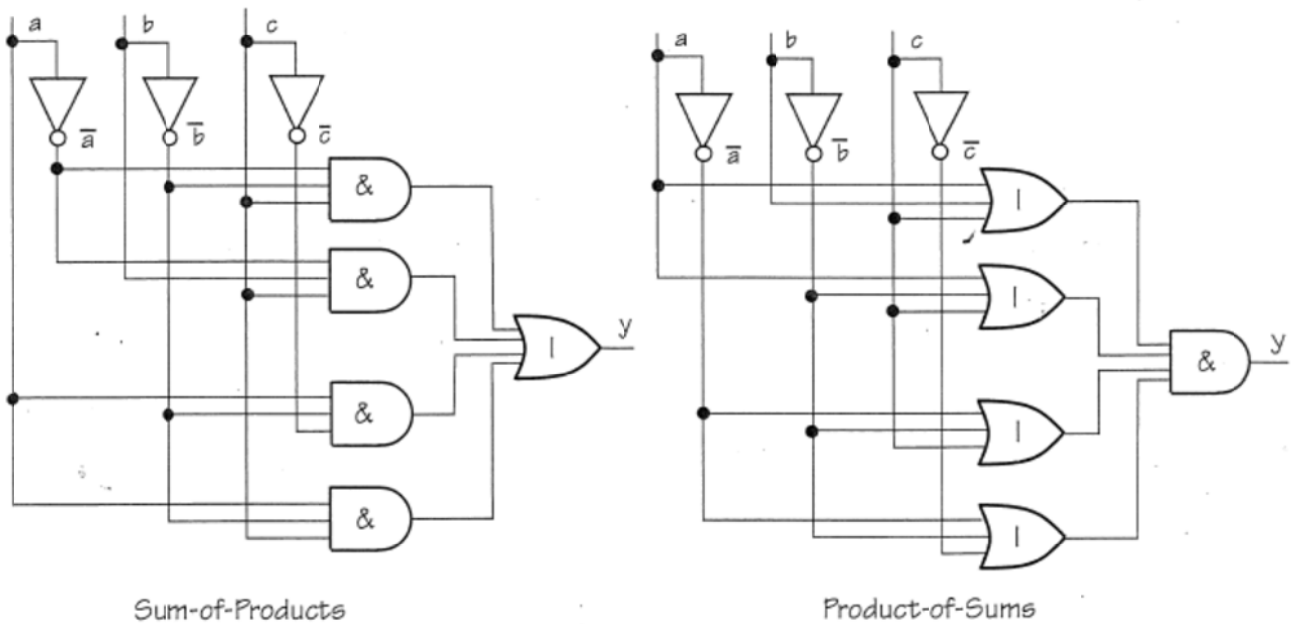 a b c
a̅ b̅ c̅
&
&
&
&
|
y
Sum-of-Products
a b c
a̅ b̅ c̅
|
|
|
|
&
y
Product-of-Sums